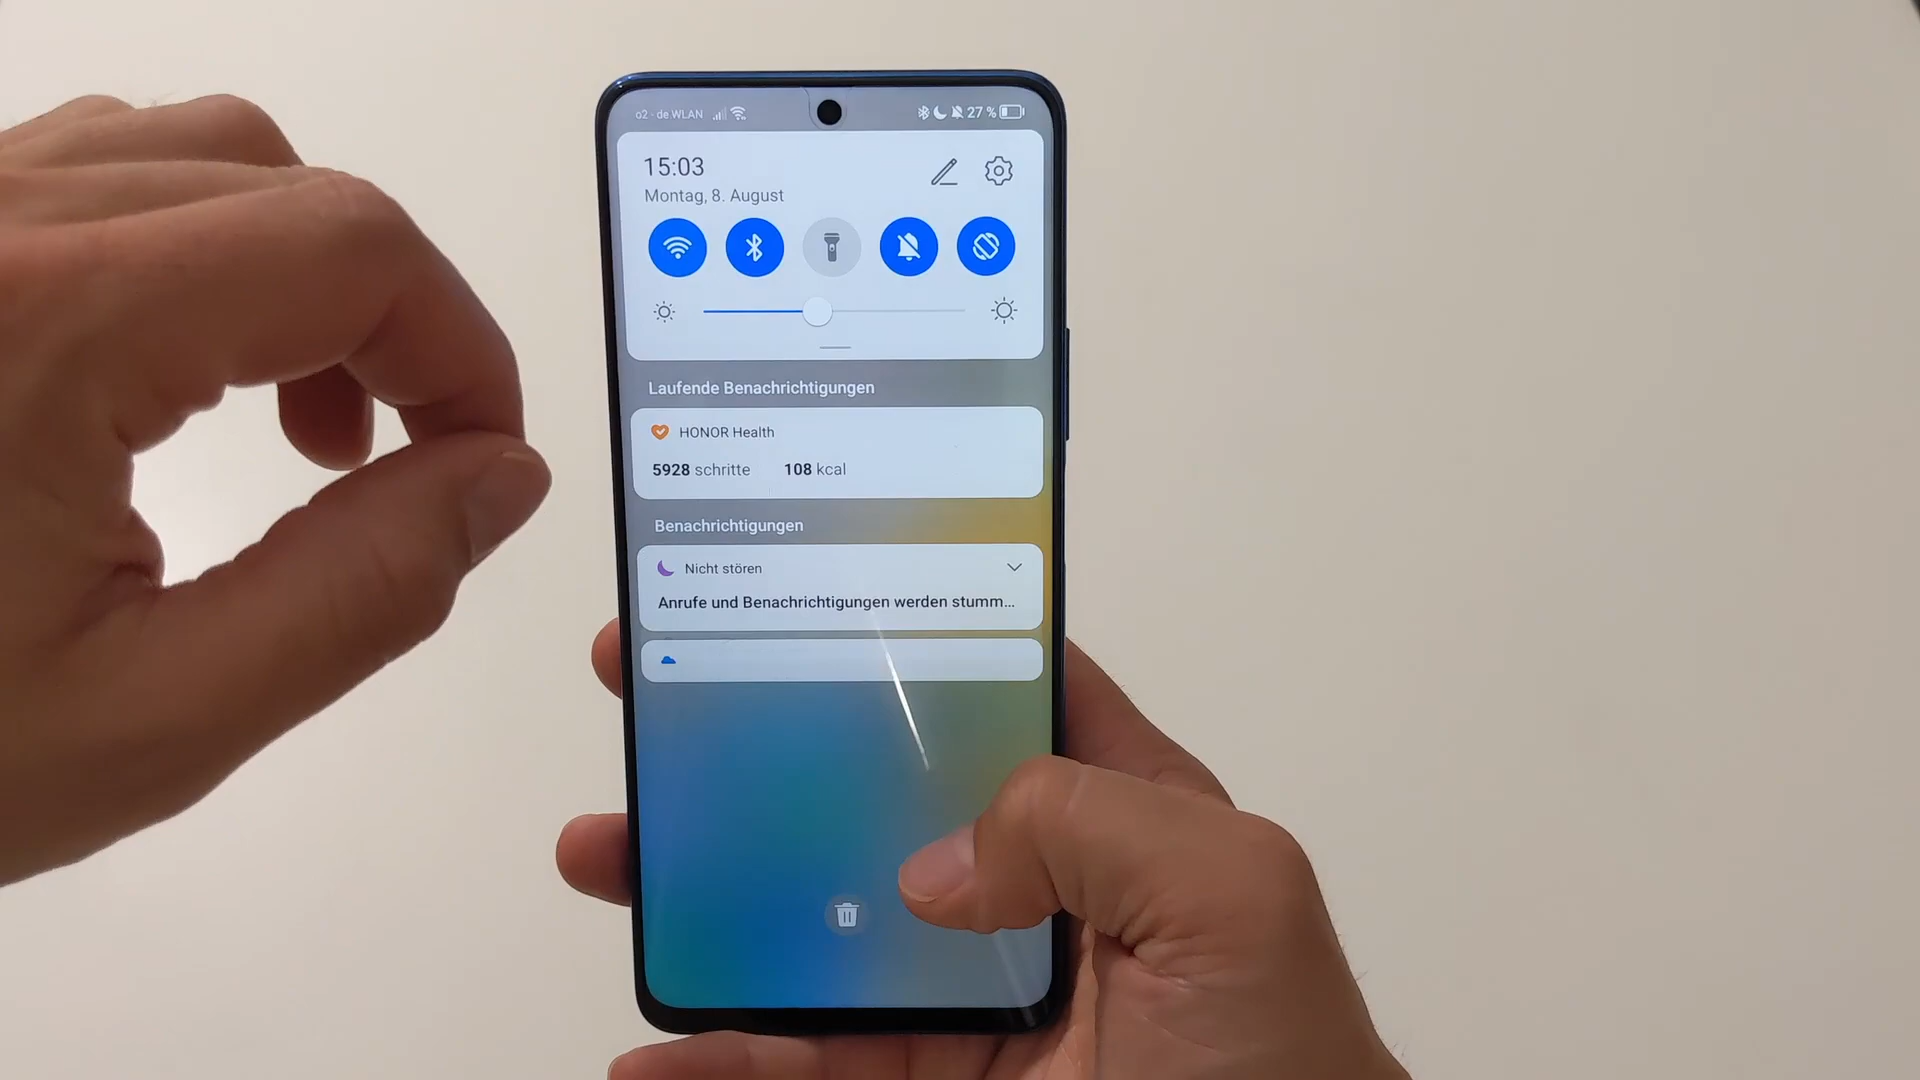 o2 - de.WLAN
27 %
15:03
Montag, 8. August
Laufende Benachrichtigungen
HONOR Health
5928 schritte 108 kcal
Benachrichtigungen
Nicht stören
Anrufe und Benachrichtigungen werden stumm...